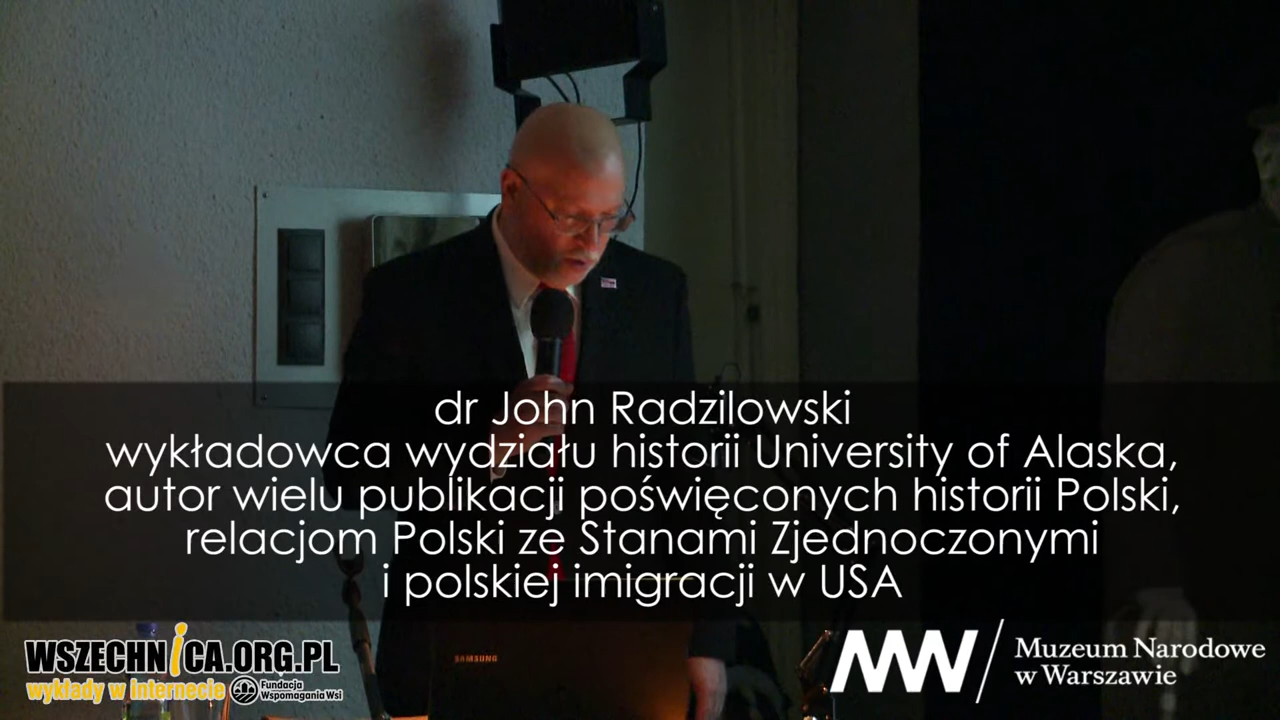 dr John Radzilowski
wykładowca wydziału historii University of Alaska,
autor wielu publikacji poświęconych historii Polski,
relacjom Polski ze Stanami Zjednoczonymi
i polskiej imigracji w USA
SAMSUNG
WSZECHNICA.ORG.PL
wykłady w internecie
Fundacja
Wspomagania Wsi
MNW
Muzeum Narodowe
w Warszawie